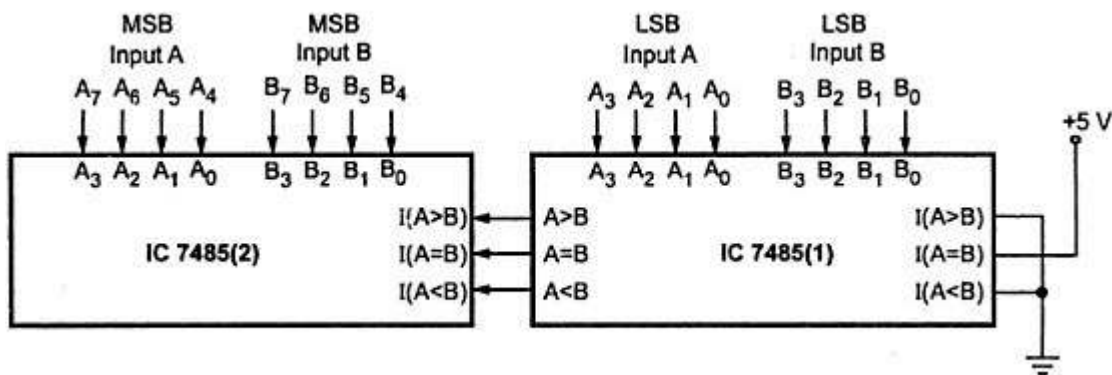 MSB MSB LSB LSB
Input A Input B Input A Input B
A7 A6 A5 A4 B7 B6 B5 B4 A3 A2 A1 A0 B3 B2 B1 B0
+5 V
A3 A2 A1 A0 B3 B2 B1 B0 A3 A2 A1 A0 B3 B2 B1 B0
I(A>B) A>B I(A>B)
IC 7485(2) I(A=B) A=B IC 7485(1) I(A=B)
I(A<B) A<B I(A<B)